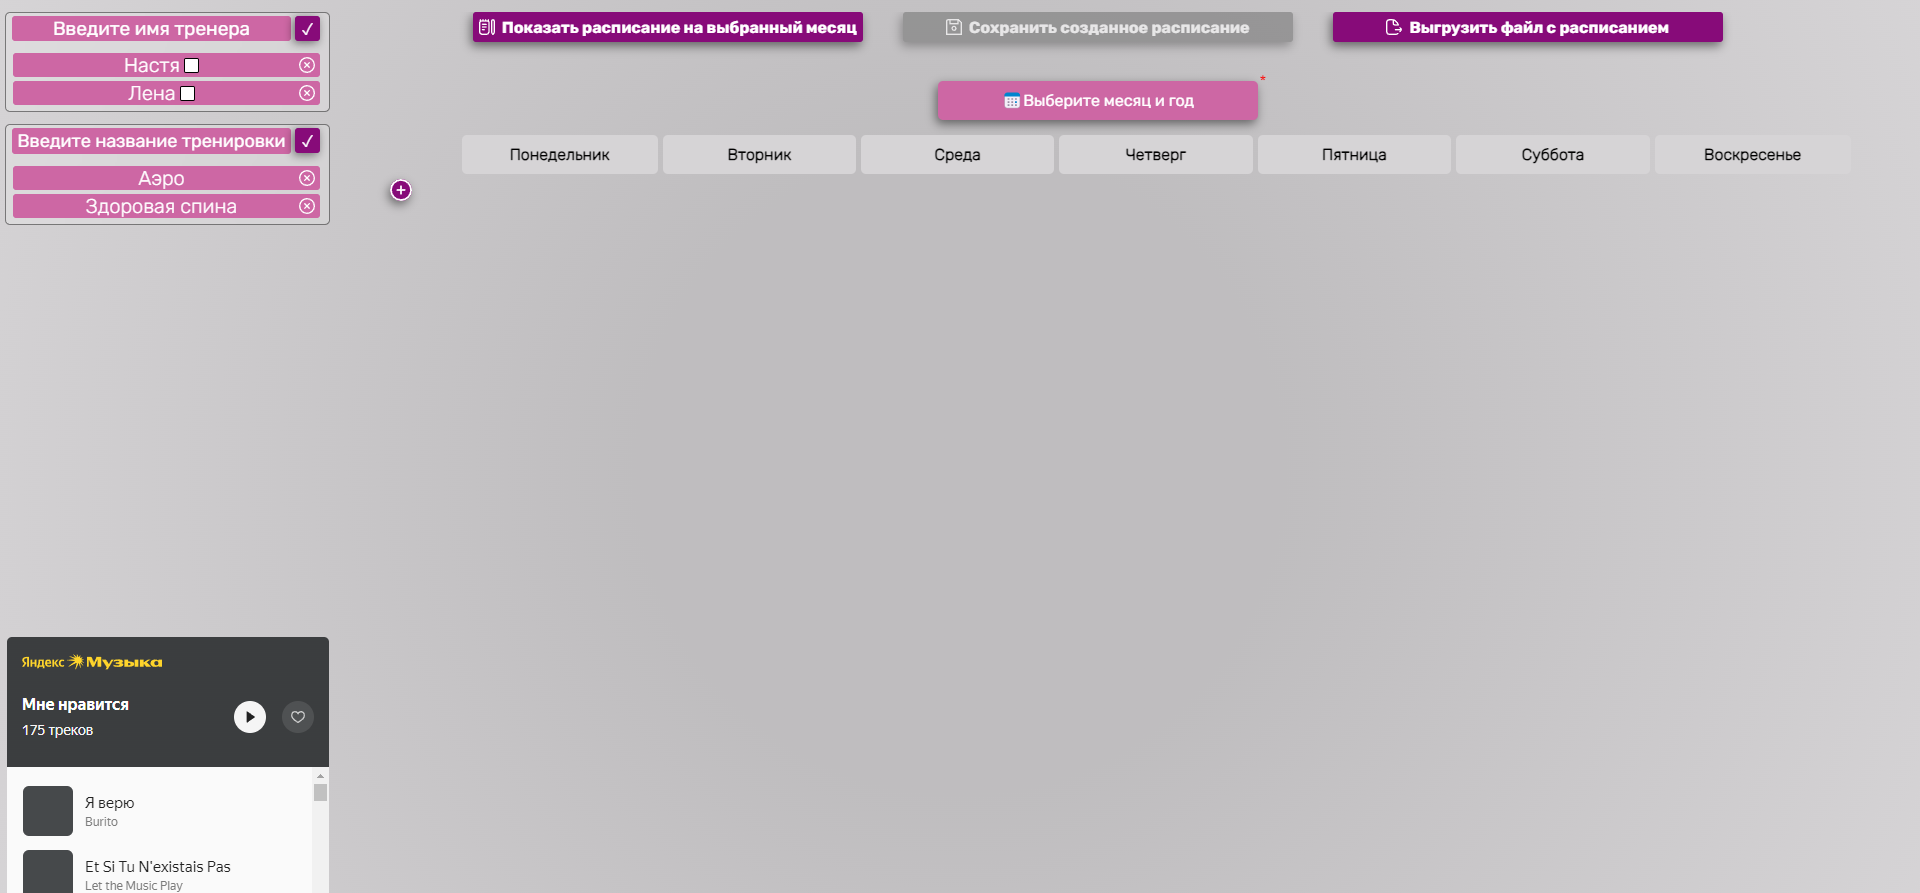 Введите имя тренера
Настя
Лена
Введите название тренировки
Аэро
Здоровая спина
Показать расписание на выбранный месяц
Сохранить созданное расписание
Выгрузить файл с расписанием
*
Выберите месяц и год
Понедельник
Вторник
Среда
Четверг
Пятница
Суббота
Воскресенье
Яндекс Музыка
Мне нравится
175 треков
Я верю
Burito
Et Si Tu N'existais Pas
Let the Music Play